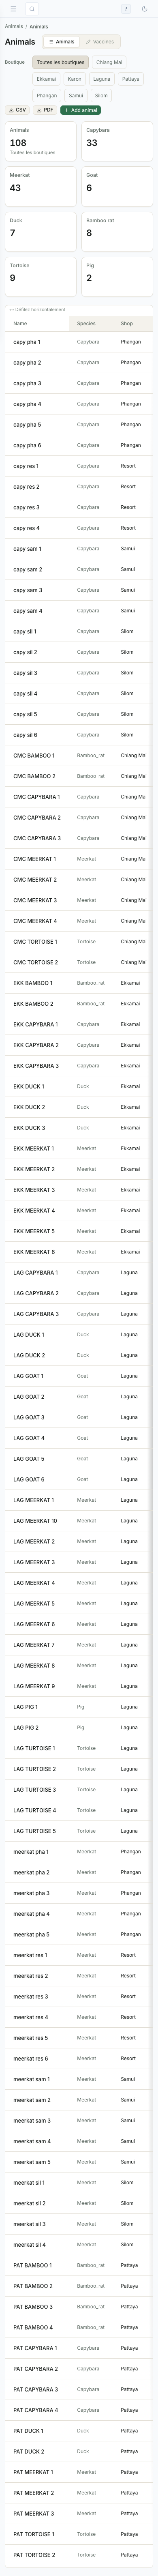 Animals / Animals
Animals
Animals
Vaccines
Boutique
Toutes les boutiques
Chiang Mai
Ekkamai
Karon
Laguna
Pattaya
Phangan
Samui
Silom
CSV
PDF
+ Add animal
Animals
108
Toutes les boutiques
Capybara
33
Meerkat
43
Goat
6
Duck
7
Bamboo rat
8
Tortoise
9
Pig
2
Défilez horizontalement
Name Species Shop
capy pha 1 Capybara Phangan
capy pha 2 Capybara Phangan
capy pha 3 Capybara Phangan
capy pha 4 Capybara Phangan
capy pha 5 Capybara Phangan
capy pha 6 Capybara Phangan
capy res 1 Capybara Resort
capy res 2 Capybara Resort
capy res 3 Capybara Resort
capy res 4 Capybara Resort
capy sam 1 Capybara Samui
capy sam 2 Capybara Samui
capy sam 3 Capybara Samui
capy sam 4 Capybara Samui
capy sil 1 Capybara Silom
capy sil 2 Capybara Silom
capy sil 3 Capybara Silom
capy sil 4 Capybara Silom
capy sil 5 Capybara Silom
capy sil 6 Capybara Silom
CMC BAMBOO 1 Bamboo_rat Chiang Mai
CMC BAMBOO 2 Bamboo_rat Chiang Mai
CMC CAPYBARA 1 Capybara Chiang Mai
CMC CAPYBARA 2 Capybara Chiang Mai
CMC CAPYBARA 3 Capybara Chiang Mai
CMC MEERKAT 1 Meerkat Chiang Mai
CMC MEERKAT 2 Meerkat Chiang Mai
CMC MEERKAT 3 Meerkat Chiang Mai
CMC MEERKAT 4 Meerkat Chiang Mai
CMC TORTOISE 1 Tortoise Chiang Mai
CMC TORTOISE 2 Tortoise Chiang Mai
EKK BAMBOO 1 Bamboo_rat Ekkamai
EKK BAMBOO 2 Bamboo_rat Ekkamai
EKK CAPYBARA 1 Capybara Ekkamai
EKK CAPYBARA 2 Capybara Ekkamai
EKK CAPYBARA 3 Capybara Ekkamai
EKK DUCK 1 Duck Ekkamai
EKK DUCK 2 Duck Ekkamai
EKK DUCK 3 Duck Ekkamai
EKK MEERKAT 1 Meerkat Ekkamai
EKK MEERKAT 2 Meerkat Ekkamai
EKK MEERKAT 3 Meerkat Ekkamai
EKK MEERKAT 4 Meerkat Ekkamai
EKK MEERKAT 5 Meerkat Ekkamai
EKK MEERKAT 6 Meerkat Ekkamai
LAG CAPYBARA 1 Capybara Laguna
LAG CAPYBARA 2 Capybara Laguna
LAG CAPYBARA 3 Capybara Laguna
LAG DUCK 1 Duck Laguna
LAG DUCK 2 Duck Laguna
LAG GOAT 1 Goat Laguna
LAG GOAT 2 Goat Laguna
LAG GOAT 3 Goat Laguna
LAG GOAT 4 Goat Laguna
LAG GOAT 5 Goat Laguna
LAG GOAT 6 Goat Laguna
LAG MEERKAT 1 Meerkat Laguna
LAG MEERKAT 10 Meerkat Laguna
LAG MEERKAT 2 Meerkat Laguna
LAG MEERKAT 3 Meerkat Laguna
LAG MEERKAT 4 Meerkat Laguna
LAG MEERKAT 5 Meerkat Laguna
LAG MEERKAT 6 Meerkat Laguna
LAG MEERKAT 7 Meerkat Laguna
LAG MEERKAT 8 Meerkat Laguna
LAG MEERKAT 9 Meerkat Laguna
LAG PIG 1 Pig Laguna
LAG PIG 2 Pig Laguna
LAG TURTOISE 1 Tortoise Laguna
LAG TURTOISE 2 Tortoise Laguna
LAG TURTOISE 3 Tortoise Laguna
LAG TURTOISE 4 Tortoise Laguna
LAG TURTOISE 5 Tortoise Laguna
meerkat pha 1 Meerkat Phangan
meerkat pha 2 Meerkat Phangan
meerkat pha 3 Meerkat Phangan
meerkat pha 4 Meerkat Phangan
meerkat pha 5 Meerkat Phangan
meerkat res 1 Meerkat Resort
meerkat res 2 Meerkat Resort
meerkat res 3 Meerkat Resort
meerkat res 4 Meerkat Resort
meerkat res 5 Meerkat Resort
meerkat res 6 Meerkat Resort
meerkat sam 1 Meerkat Samui
meerkat sam 2 Meerkat Samui
meerkat sam 3 Meerkat Samui
meerkat sam 4 Meerkat Samui
meerkat sam 5 Meerkat Samui
meerkat sil 1 Meerkat Silom
meerkat sil 2 Meerkat Silom
meerkat sil 3 Meerkat Silom
meerkat sil 4 Meerkat Silom
PAT BAMBOO 1 Bamboo_rat Pattaya
PAT BAMBOO 2 Bamboo_rat Pattaya
PAT BAMBOO 3 Bamboo_rat Pattaya
PAT BAMBOO 4 Bamboo_rat Pattaya
PAT CAPYBARA 1 Capybara Pattaya
PAT CAPYBARA 2 Capybara Pattaya
PAT CAPYBARA 3 Capybara Pattaya
PAT CAPYBARA 4 Capybara Pattaya
PAT DUCK 1 Duck Pattaya
PAT DUCK 2 Duck Pattaya
PAT MEERKAT 1 Meerkat Pattaya
PAT MEERKAT 2 Meerkat Pattaya
PAT MEERKAT 3 Meerkat Pattaya
PAT TORTOISE 1 Tortoise Pattaya
PAT TORTOISE 2 Tortoise Pattaya